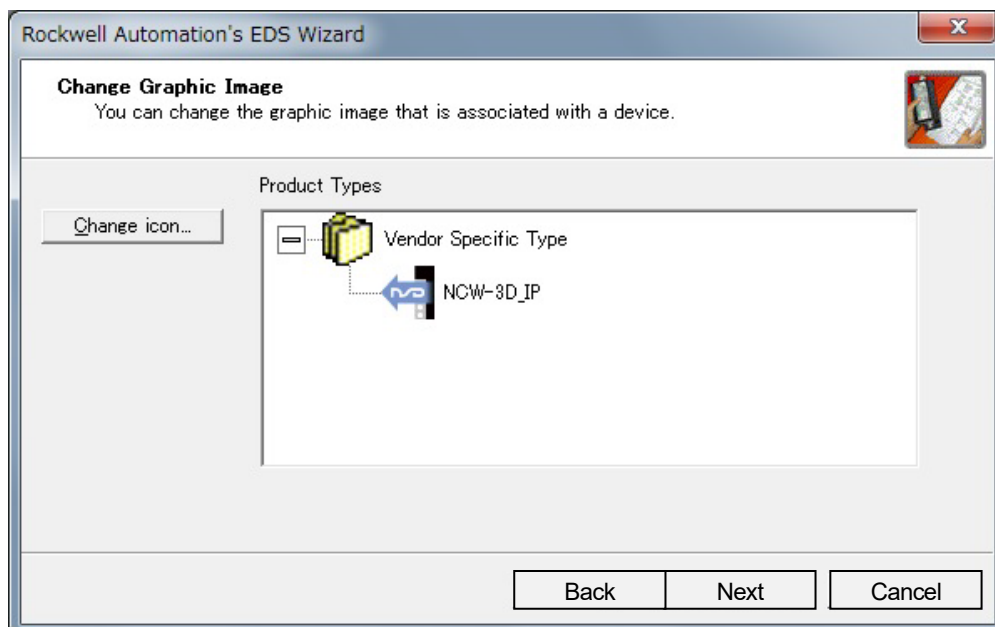 Rockwell Automation's EDS Wizard
Change Graphic Image
You can change the graphic image that is associated with a device.
Product Types
Change icon...
Vendor Specific Type
NSD
NCW-3D_IP
Back
Next
Cancel